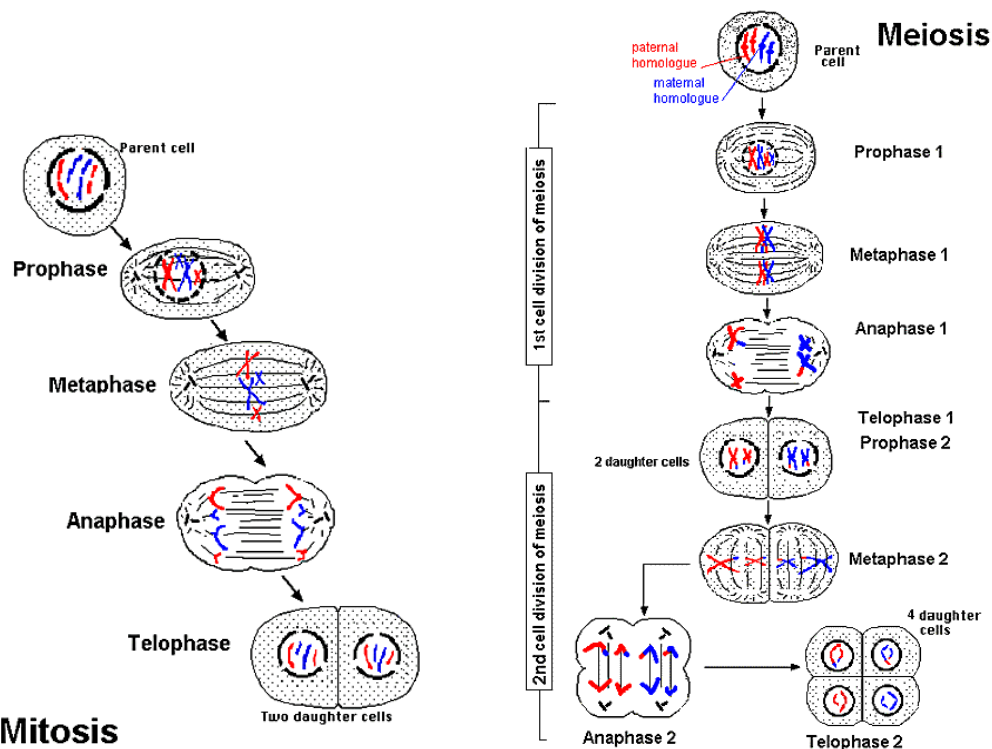 Parent cell
Prophase
Metaphase
Anaphase
Telophase
Two daughter cells
Mitosis
Meiosis
paternal
homologue
maternal
homologue
Parent
cell
1st cell division of meiosis
2nd cell division of meiosis
Prophase 1
Metaphase 1
Anaphase 1
Telophase 1
Prophase 2
2 daughter cells
Metaphase 2
4 daughter
cells
Anaphase 2
Telophase 2